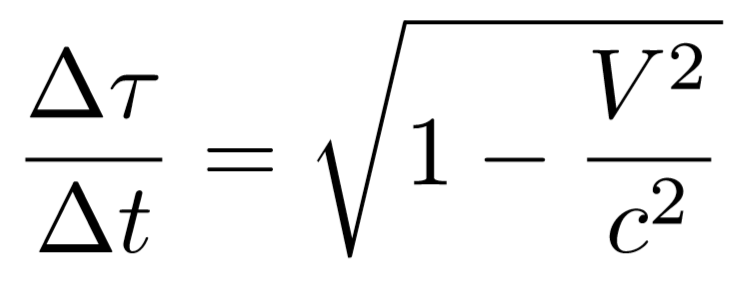 Δτ/Δt = √(1 − V²/c²)